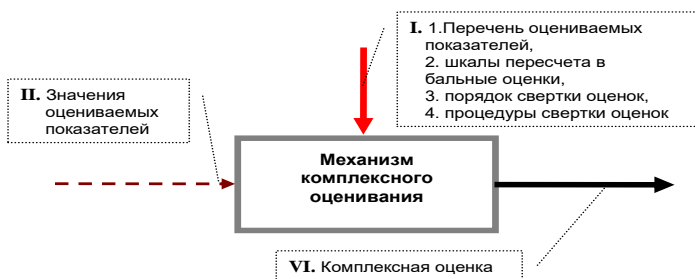 I. 1.Перечень оцениваемых
показателей,
2. шкалы пересчета в
бальные оценки,
3. порядок свертки оценок,
4. процедуры свертки оценок
II. Значения
оцениваемых
показателей
Механизм
комплексного
оценивания
VI. Комплексная оценка